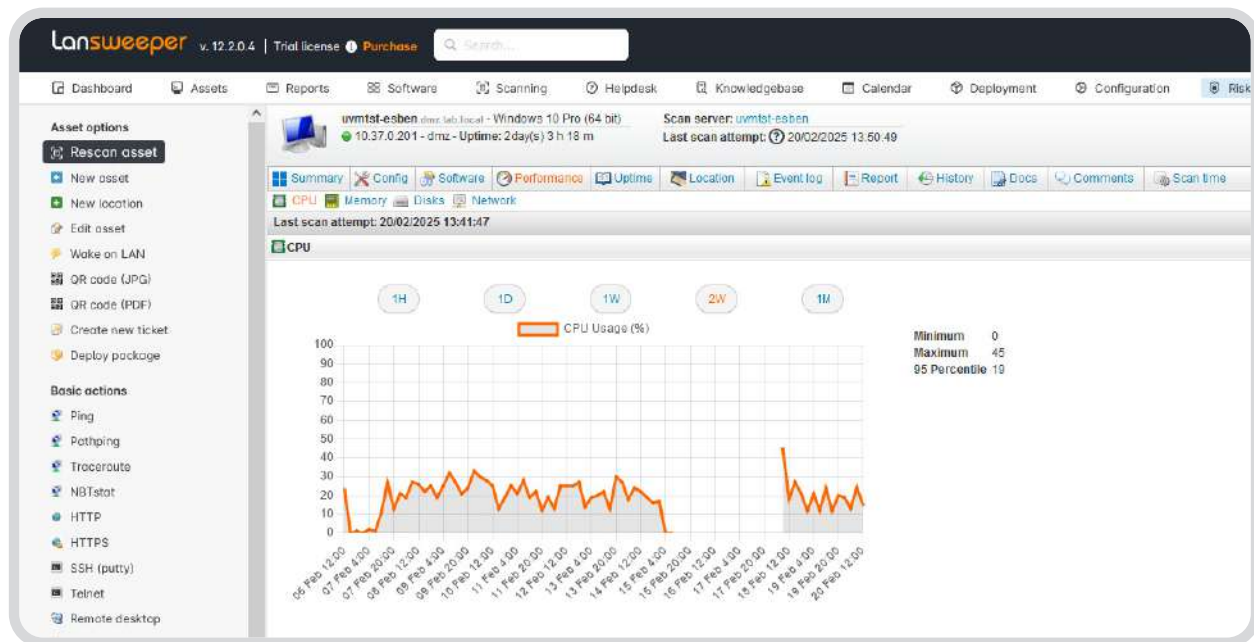 Lansweeper v. 12.2.0.4 | Trial license Purchase Search...
Dashboard Assets Reports Software Scanning Helpdesk Knowledgebase Calendar Deployment Configuration Risk
Asset options
Rescan asset
New asset
New location
Edit asset
Wake on LAN
QR code (JPG)
QR code (PDF)
Create new ticket
Deploy package
Basic actions
Ping
Pathping
Traceroute
NBTstat
HTTP
HTTPS
SSH (putty)
Telnet
Remote desktop
uvmtst-esben dmz.lab.local - Windows 10 Pro (64 bit)
10.37.0.201 - dmz - Uptime: 2day(s) 3 h 18 m
Scan server: uvmtst-esben
Last scan attempt: 20/02/2025 13:50:49
Summary Config Software Performance Uptime Location Event log Report History Docs Comments Scan time
CPU Memory Disks Network
Last scan attempt: 20/02/2025 13:41:47
CPU
1H 1D 1W 2W 1M
CPU Usage (%)
100
90
80
70
60
50
40
30
20
10
0
06 Feb 12:00
07 Feb 4:00
07 Feb 20:00
08 Feb 12:00
09 Feb 4:00
09 Feb 20:00
10 Feb 12:00
11 Feb 4:00
11 Feb 20:00
12 Feb 12:00
13 Feb 4:00
13 Feb 20:00
14 Feb 12:00
15 Feb 4:00
15 Feb 20:00
16 Feb 12:00
17 Feb 4:00
17 Feb 20:00
18 Feb 12:00
19 Feb 4:00
19 Feb 20:00
20 Feb 12:00
Minimum 0
Maximum 45
95 Percentile 19